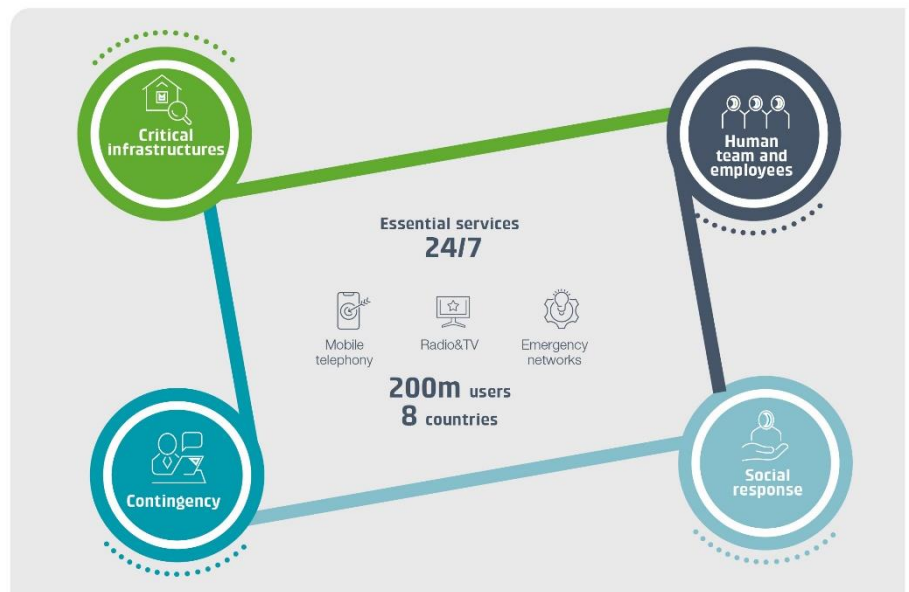 Critical
infrastructures
Human
team and
employees
Essential services
24/7
Mobile
telephony
Radio&TV
Emergency
networks
200m users
8 countries
Contingency
Social
response